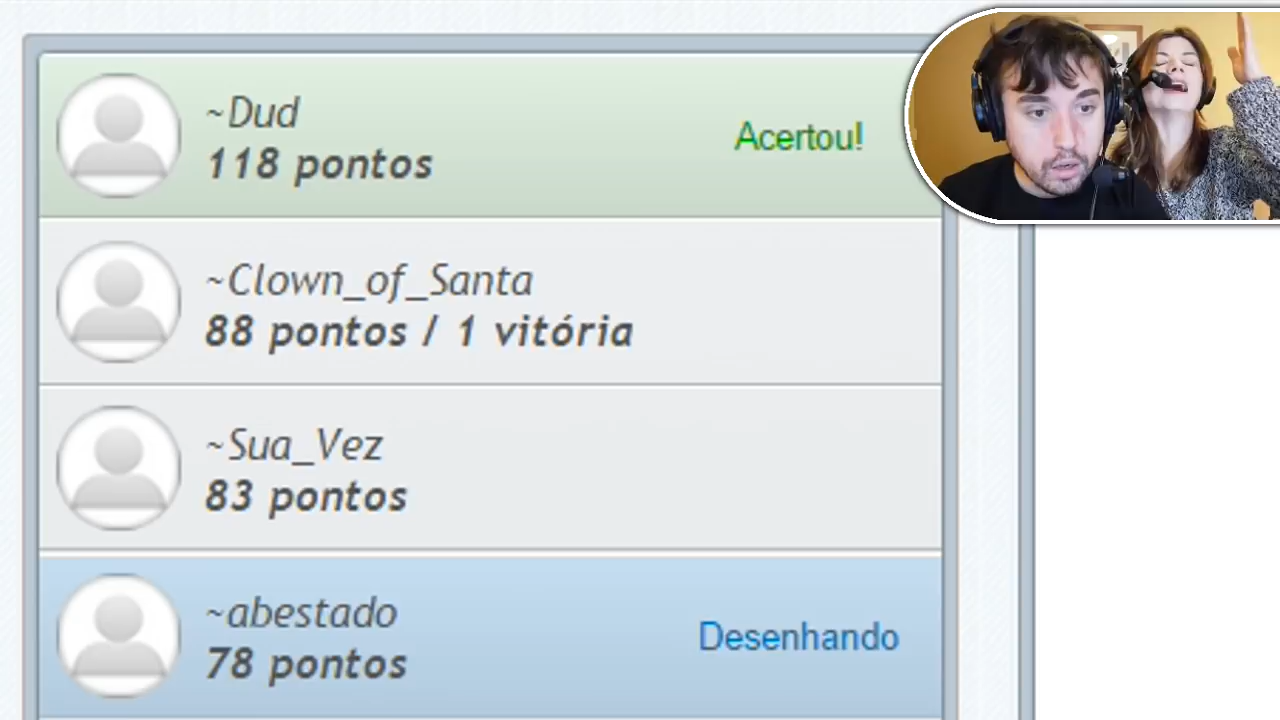 ~Dud
118 pontos
Acertou!
~Clown_of_Santa
88 pontos / 1 vitória
~Sua_Vez
83 pontos
~abestado
78 pontos
Desenhando